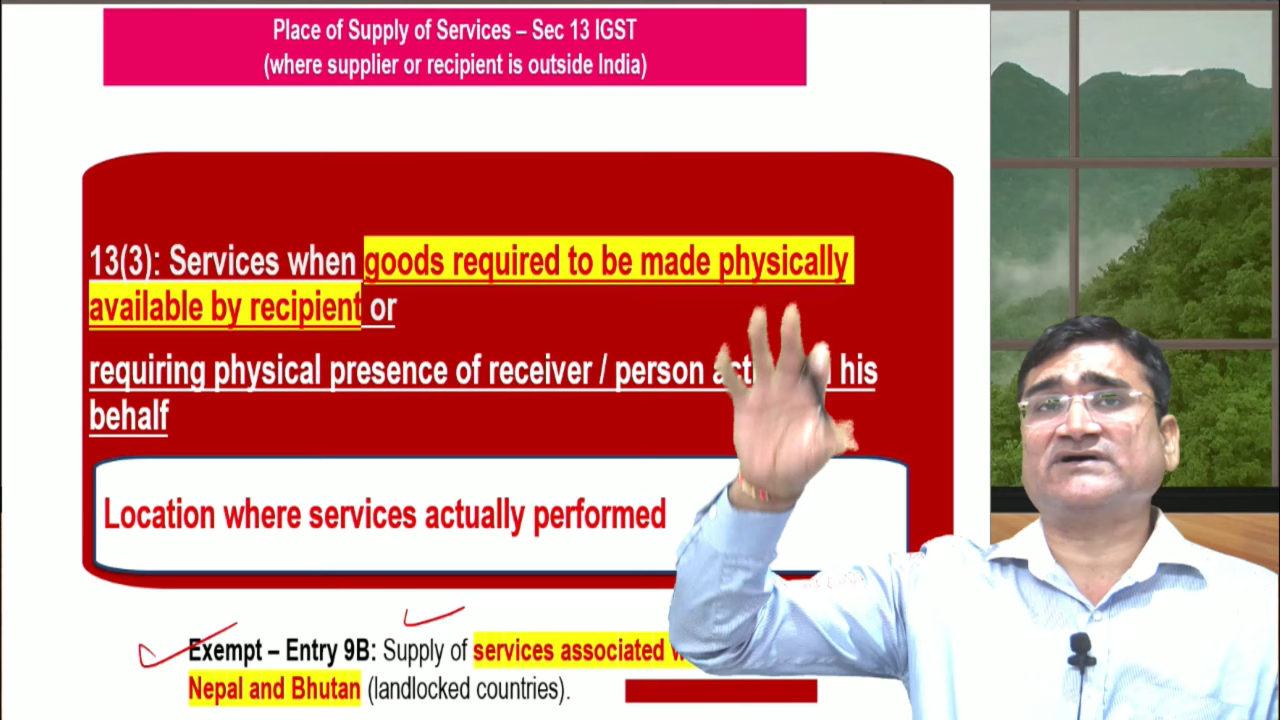 Place of Supply of Services – Sec 13 IGST
(where supplier or recipient is outside India)
13(3): Services when goods required to be made physically
available by recipient or
requiring physical presence of receiver / person his
behalf
Location where services actually performed
Exempt – Entry 9B: Supply of services associated
Nepal and Bhutan (landlocked countries).